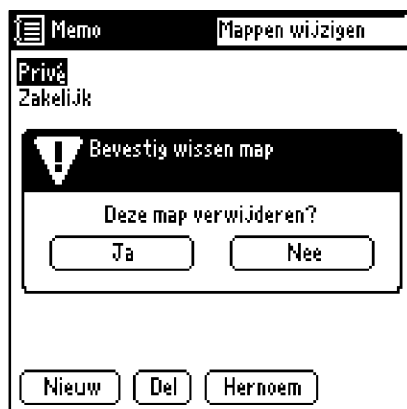 Memo Mappen wijzigen
Privé
Zakelijk
Bevestig wissen map
Deze map verwijderen?
Ja Nee
Nieuw Del Hernoem